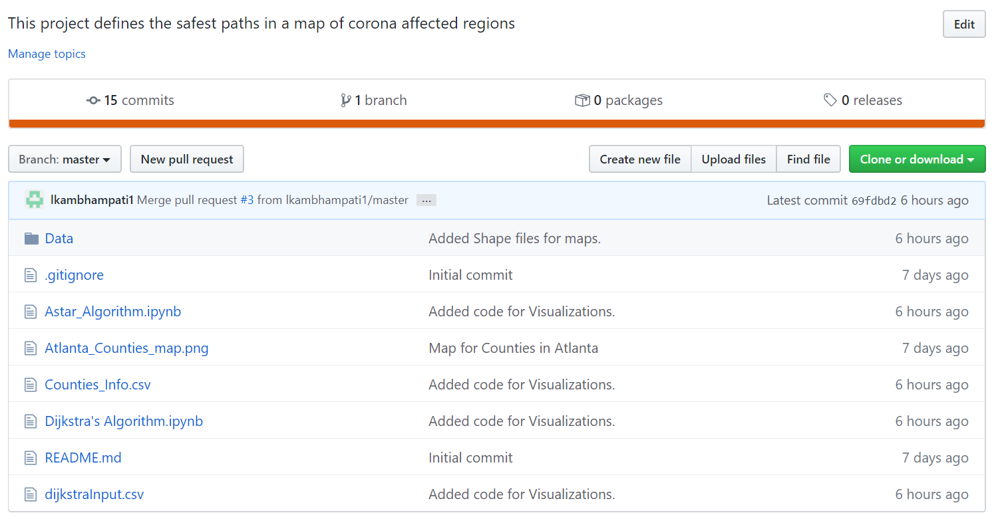 This project defines the safest paths in a map of corona affected regions Edit
Manage topics
15 commits 1 branch 0 packages 0 releases
Branch: master New pull request Create new file Upload files Find file Clone or download
lkambhampati1 Merge pull request #3 from lkambhampati1/master ... Latest commit 69fdbd2 6 hours ago
Data Added Shape files for maps. 6 hours ago
.gitignore Initial commit 7 days ago
Astar_Algorithm.ipynb Added code for Visualizations. 6 hours ago
Atlanta_Counties_map.png Map for Counties in Atlanta 7 days ago
Counties_Info.csv Added code for Visualizations. 6 hours ago
Dijkstra's Algorithm.ipynb Added code for Visualizations. 6 hours ago
README.md Initial commit 7 days ago
dijkstraInput.csv Added code for Visualizations. 6 hours ago